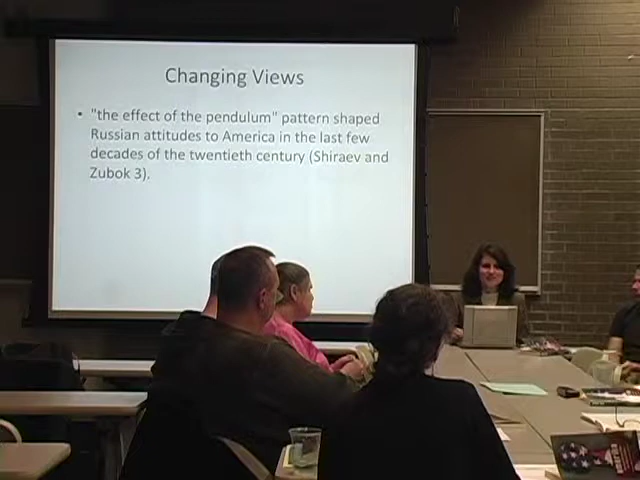 Changing Views
• "the effect of the pendulum" pattern shaped
Russian attitudes to America in the last few
decades of the twentieth century (Shiraev and
Zubok 3).